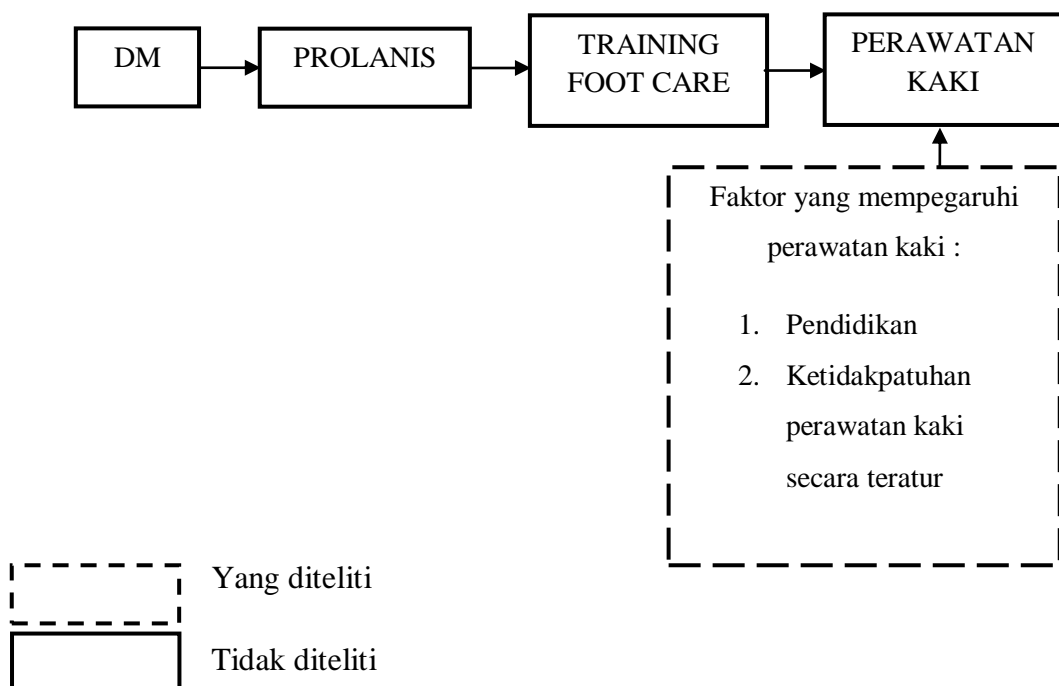 DM
PROLANIS
TRAINING
FOOT CARE
PERAWATAN
KAKI
Faktor yang mempegaruhi
perawatan kaki :
1. Pendidikan
2. Ketidakpatuhan
perawatan kaki
secara teratur
Yang diteliti
Tidak diteliti